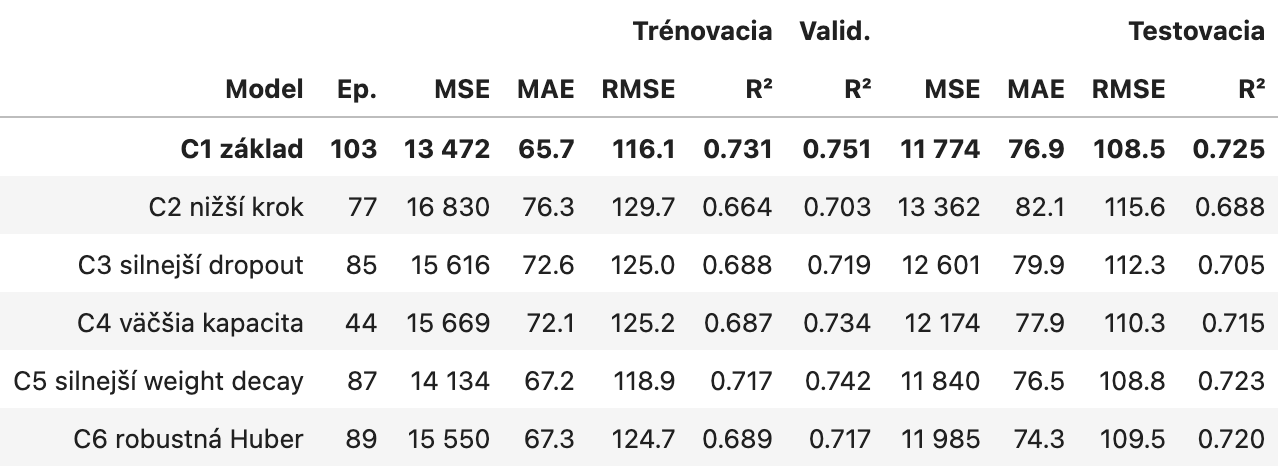 Trénovacia Valid. Testovacia
Model Ep. MSE MAE RMSE R² R² MSE MAE RMSE R²
C1 základ 103 13 472 65.7 116.1 0.731 0.751 11 774 76.9 108.5 0.725
C2 nižší krok 77 16 830 76.3 129.7 0.664 0.703 13 362 82.1 115.6 0.688
C3 silnejší dropout 85 15 616 72.6 125.0 0.688 0.719 12 601 79.9 112.3 0.705
C4 väčšia kapacita 44 15 669 72.1 125.2 0.687 0.734 12 174 77.9 110.3 0.715
C5 silnejší weight decay 87 14 134 67.2 118.9 0.717 0.742 11 840 76.5 108.8 0.723
C6 robustná Huber 89 15 550 67.3 124.7 0.689 0.717 11 985 74.3 109.5 0.720